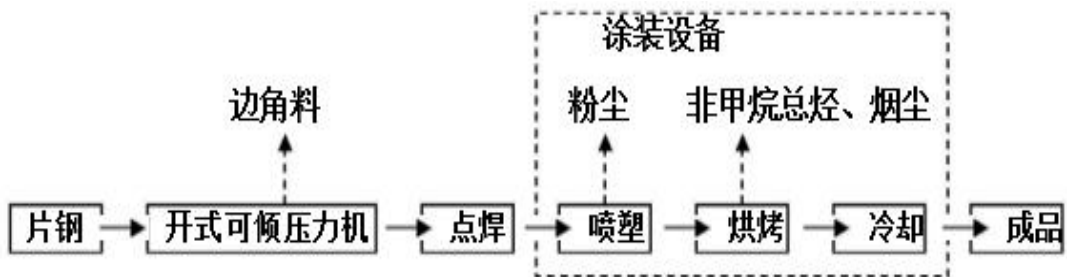 涂装设备
边角料
粉尘
非甲烷总烃、烟尘
片钢
开式可倾压力机
点焊
喷塑
烘烤
冷却
成品